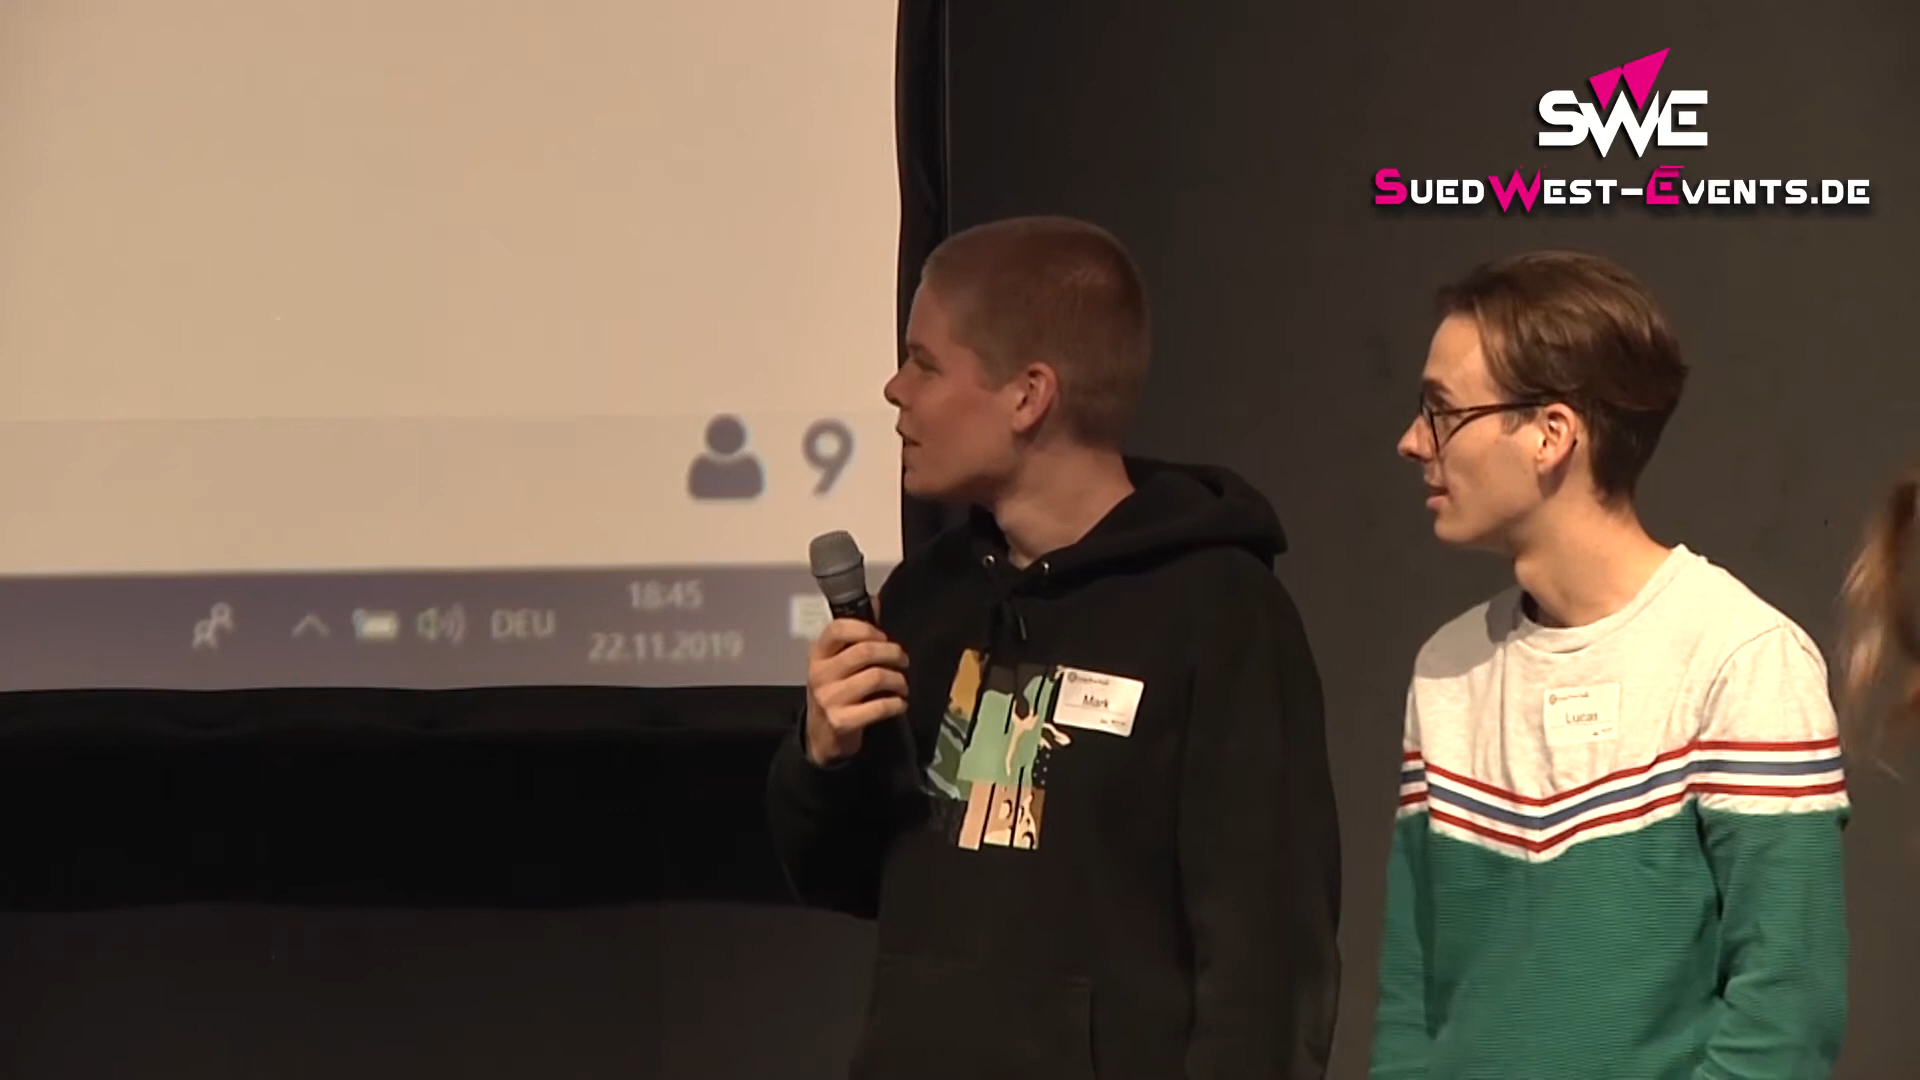 SWE
SUEDWEST-EVENTS.DE
9
DEU
18:45
22.11.2019
Mark
Lucas